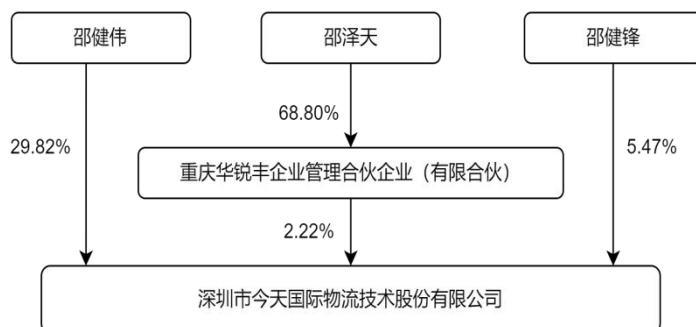 邵健伟
邵泽天
邵健锋
68.80%
29.82%
5.47%
重庆华锐丰企业管理合伙企业（有限合伙）
2.22%
深圳市今天国际物流技术股份有限公司